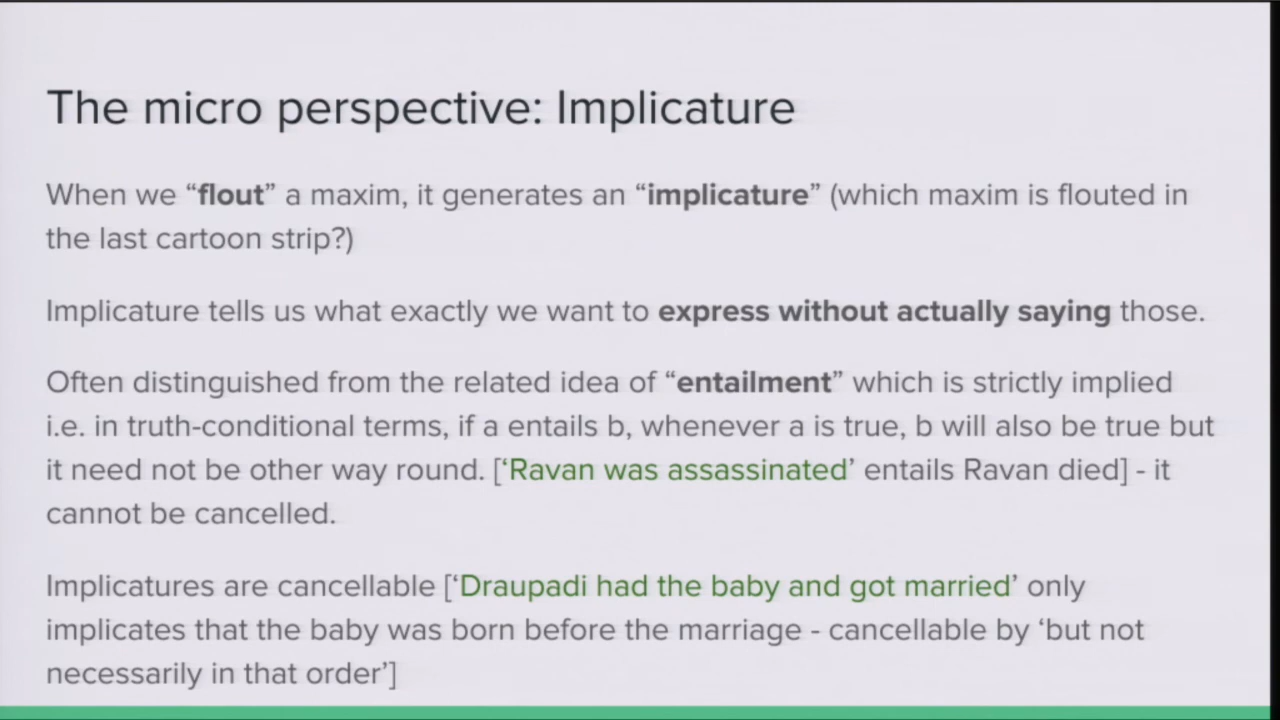 The micro perspective: Implicature
When we “flout” a maxim, it generates an “implicature” (which maxim is flouted in
the last cartoon strip?)
Implicature tells us what exactly we want to express without actually saying those.
Often distinguished from the related idea of “entailment” which is strictly implied
i.e. in truth-conditional terms, if a entails b, whenever a is true, b will also be true but
it need not be other way round. [‘Ravan was assassinated’ entails Ravan died] - it
cannot be cancelled.
Implicatures are cancellable [‘Draupadi had the baby and got married’ only
implicates that the baby was born before the marriage - cancellable by ‘but not
necessarily in that order’]